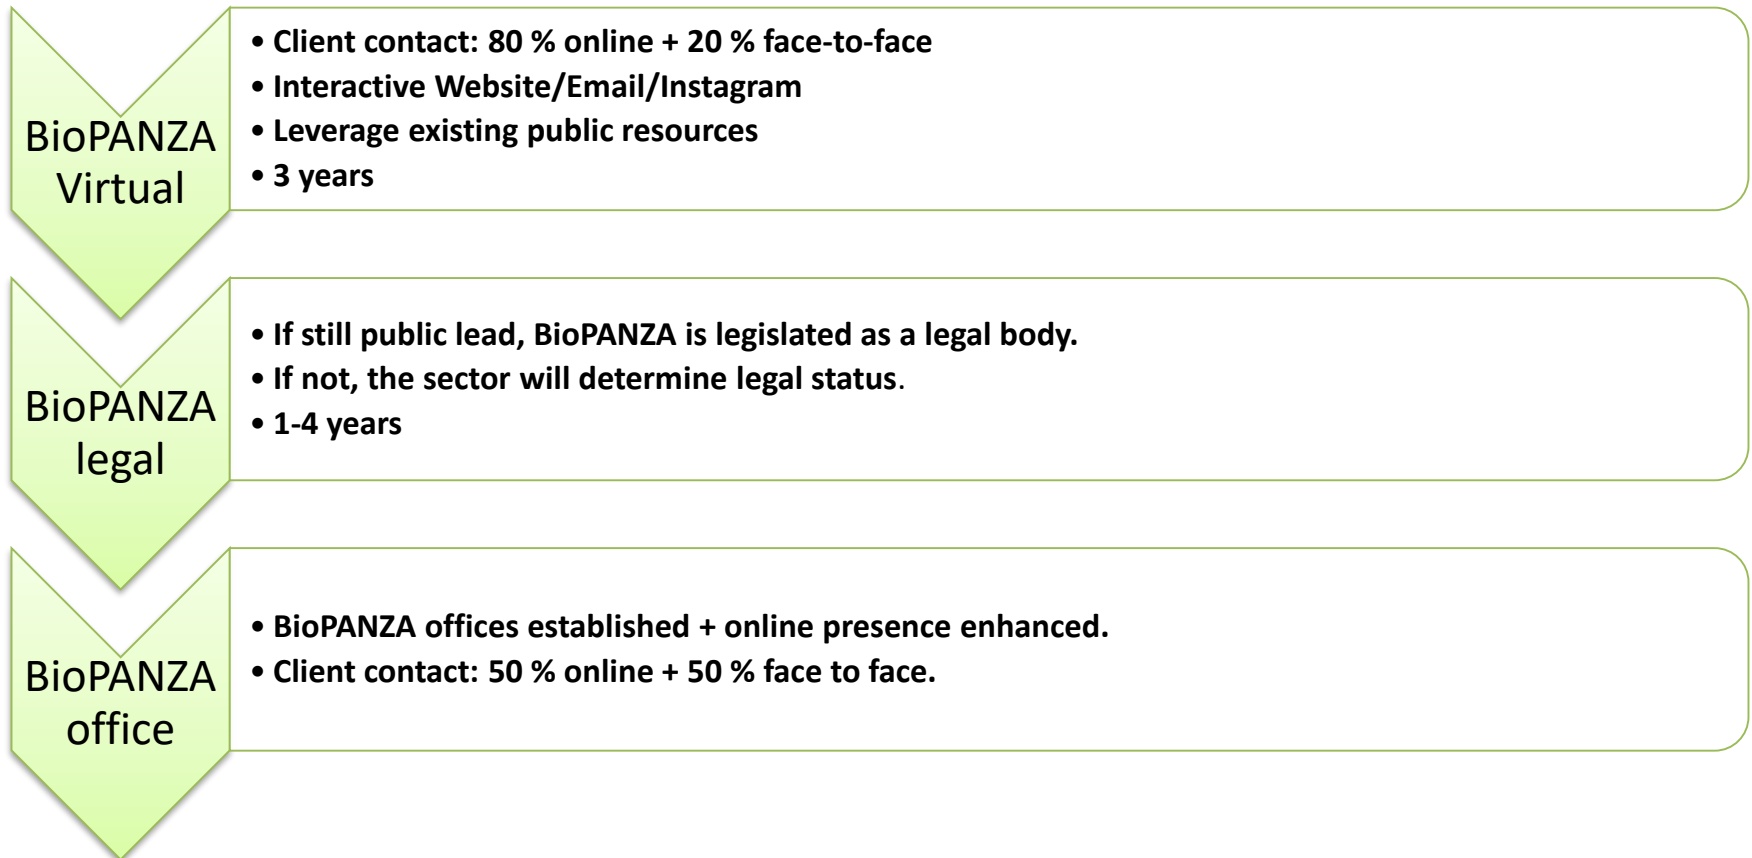 BioPANZA
Virtual
• Client contact: 80 % online + 20 % face-to-face
• Interactive Website/Email/Instagram
• Leverage existing public resources
• 3 years
BioPANZA
legal
• If still public lead, BioPANZA is legislated as a legal body.
• If not, the sector will determine legal status.
• 1-4 years
BioPANZA
office
• BioPANZA offices established + online presence enhanced.
• Client contact: 50 % online + 50 % face to face.